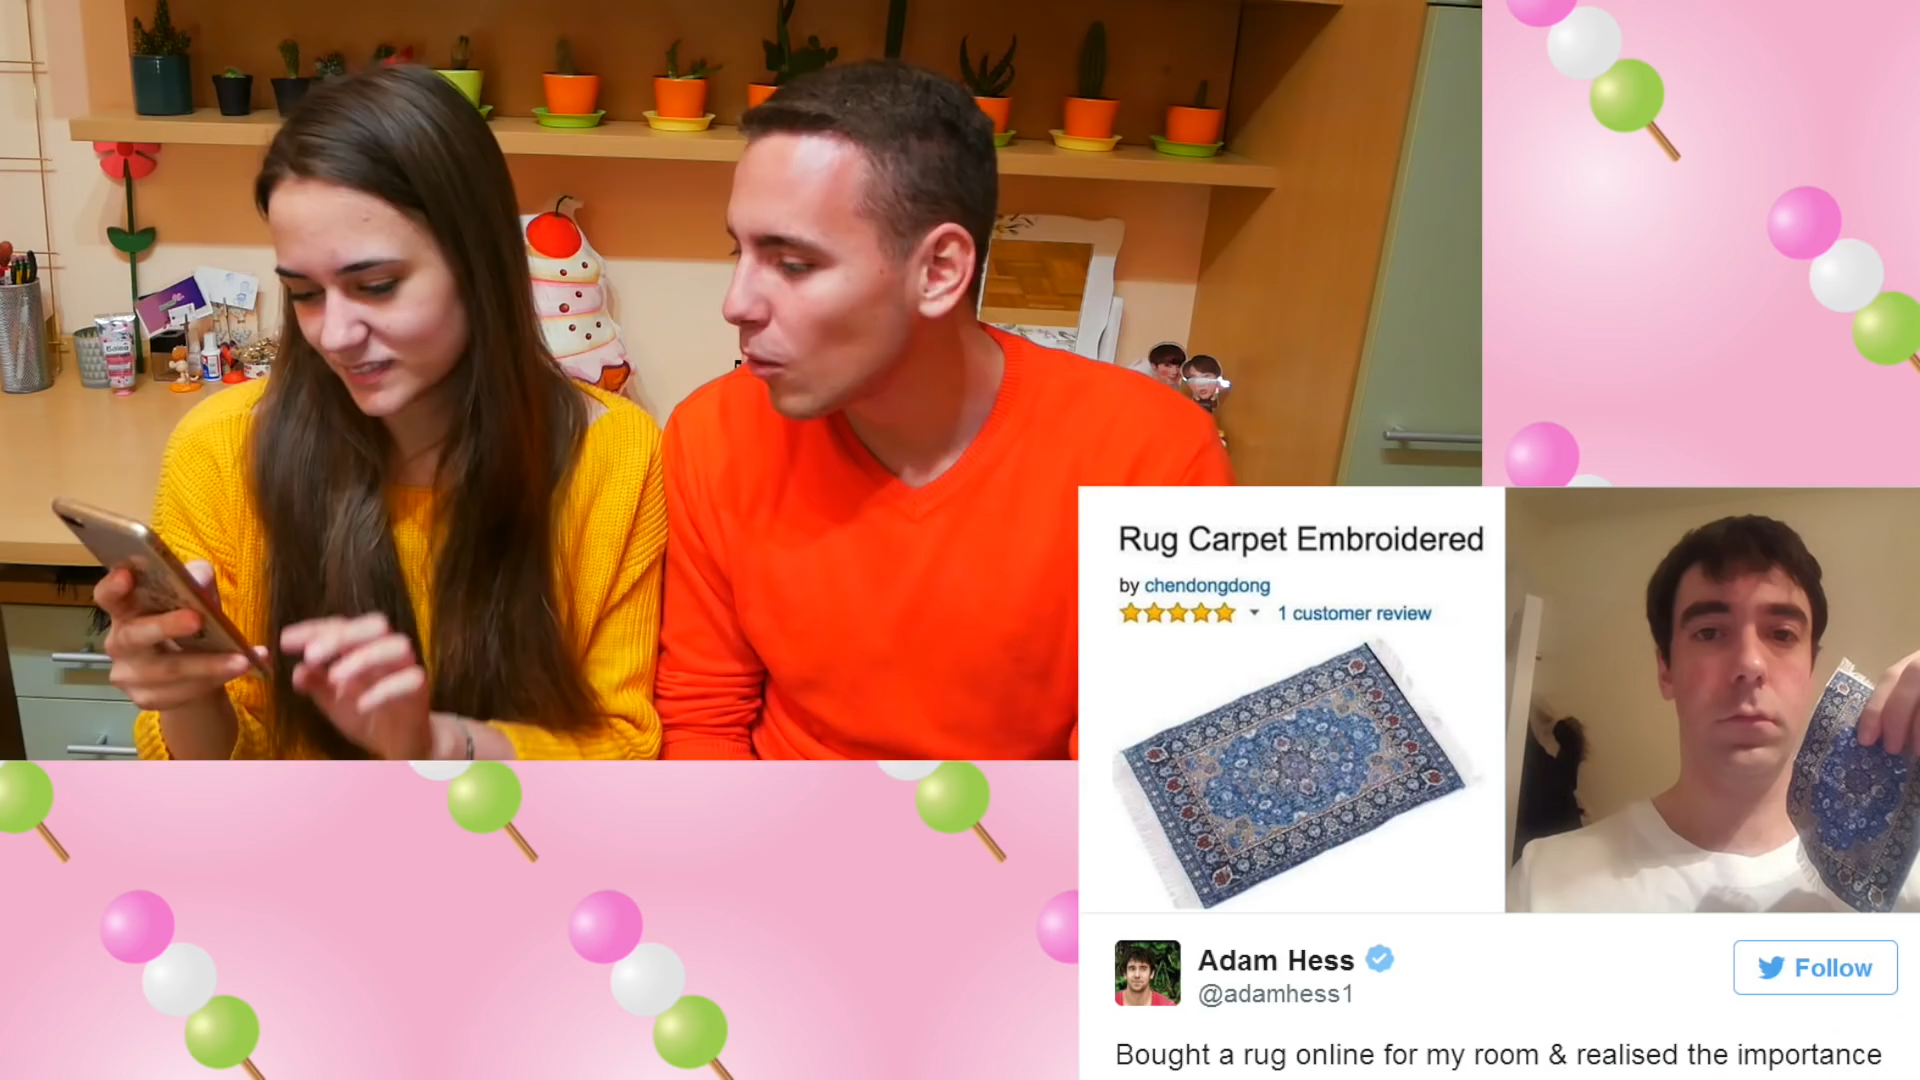 Rug Carpet Embroidered
by chendongdong
1 customer review
Adam Hess
@adamhess1
Follow
Bought a rug online for my room & realised the importance